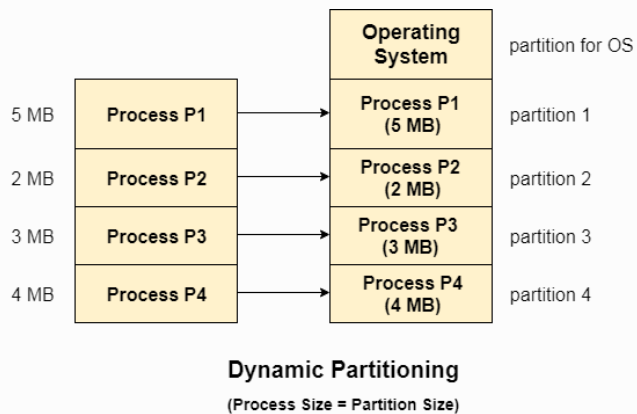 Operating
System
partition for OS
5 MB
Process P1
Process P1
(5 MB)
partition 1
2 MB
Process P2
Process P2
(2 MB)
partition 2
3 MB
Process P3
Process P3
(3 MB)
partition 3
4 MB
Process P4
Process P4
(4 MB)
partition 4
Dynamic Partitioning
(Process Size = Partition Size)